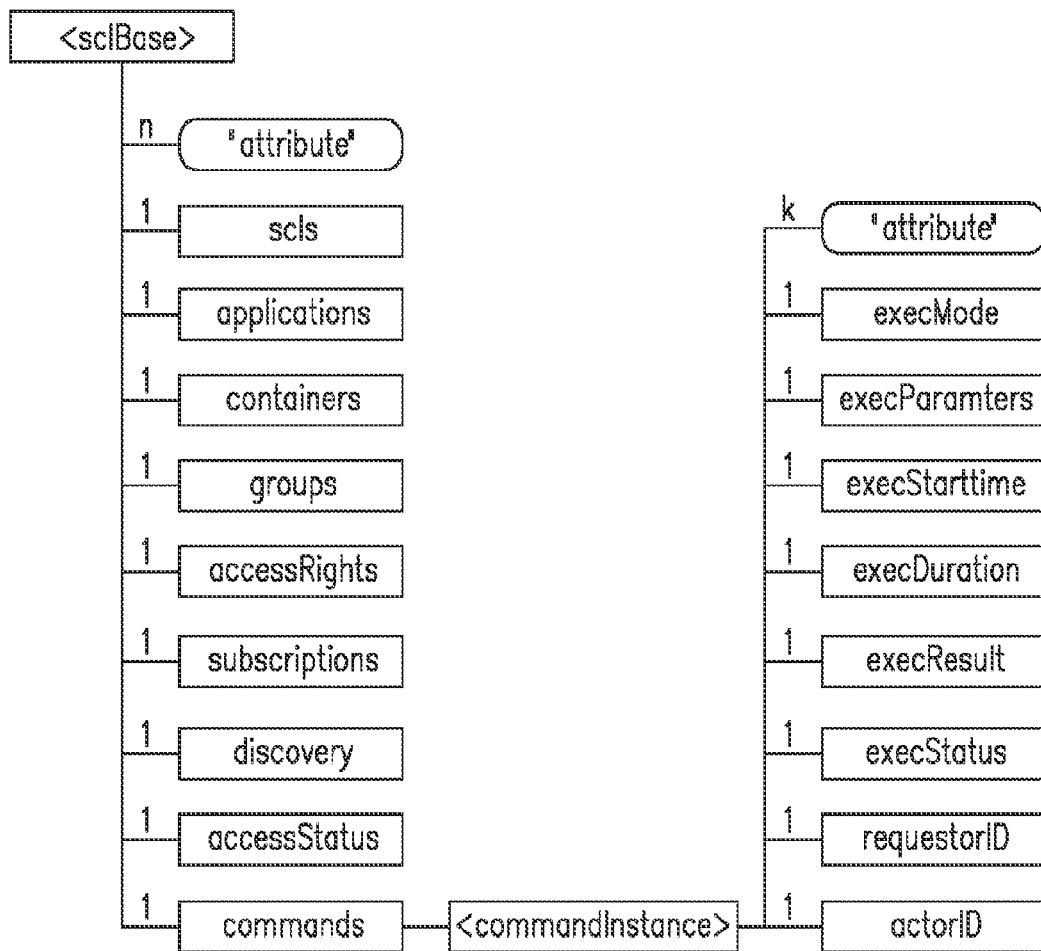 <sclBase>
n
"attribute"
1
scls
1
applications
1
containers
1
groups
1
accessRights
1
subscriptions
1
discovery
1
accessStatus
1
commands
<commandInstance>
k
"attribute"
1
execMode
1
execParamters
1
execStarttime
1
execDuration
1
execResult
1
execStatus
1
requestorID
1
actorID